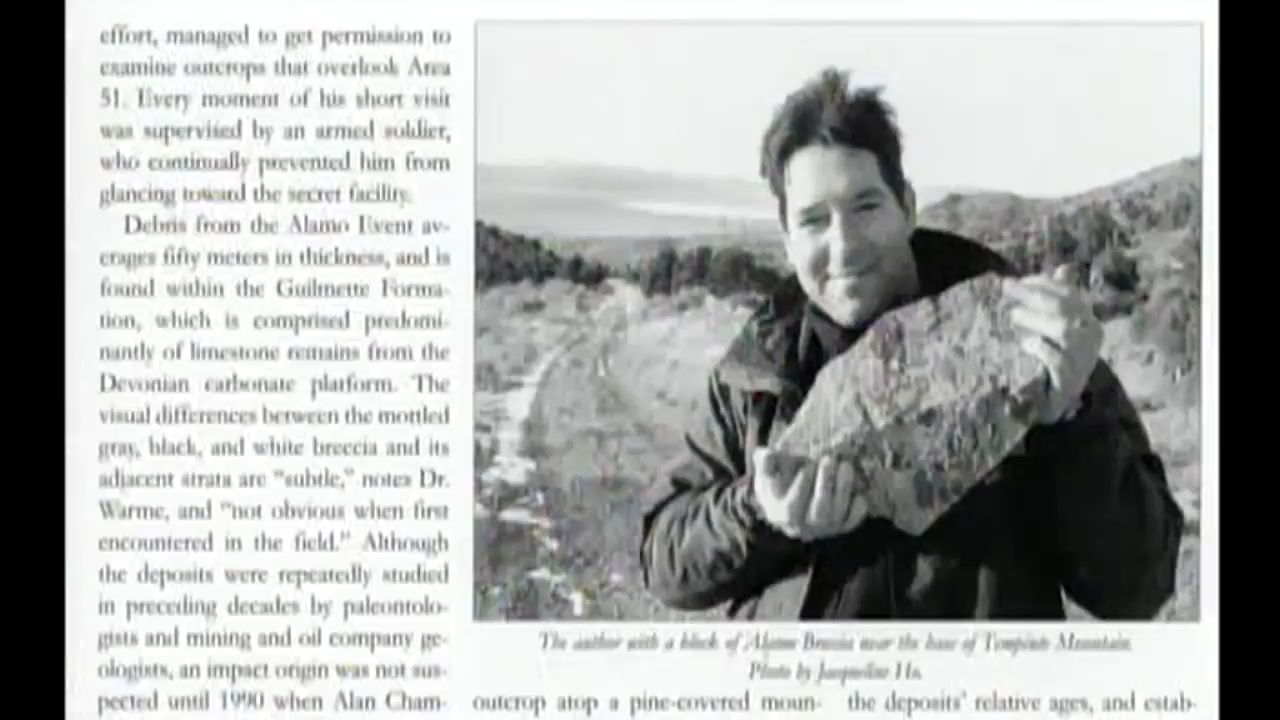 effort, managed to get permission to
examine outcrops that overlook Area
51. Every moment of his short visit
was supervised by an armed soldier,
who continually prevented him from
glancing toward the secret facility.
Debris from the Alamo Event av-
erages fifty meters in thickness, and is
found within the Guilmette Forma-
tion, which is comprised predomi-
nantly of limestone remains from the
Devonian carbonate platform. The
visual differences between the mottled
gray, black, and white breccia and its
adjacent strata are "subtle," notes Dr.
Warme, and "not obvious when first
encountered in the field." Although
the deposits were repeatedly studied
in preceding decades by paleontolo-
gists and mining and oil company ge-
ologists, an impact origin was not sus-
pected until 1990 when Alan Cham-
The author with a block of Alamo Breccia near the base of Tempiute Mountain.
Photo by Jacqueline Ho.
outcrop atop a pine-covered moun-
the deposits' relative ages, and estab-